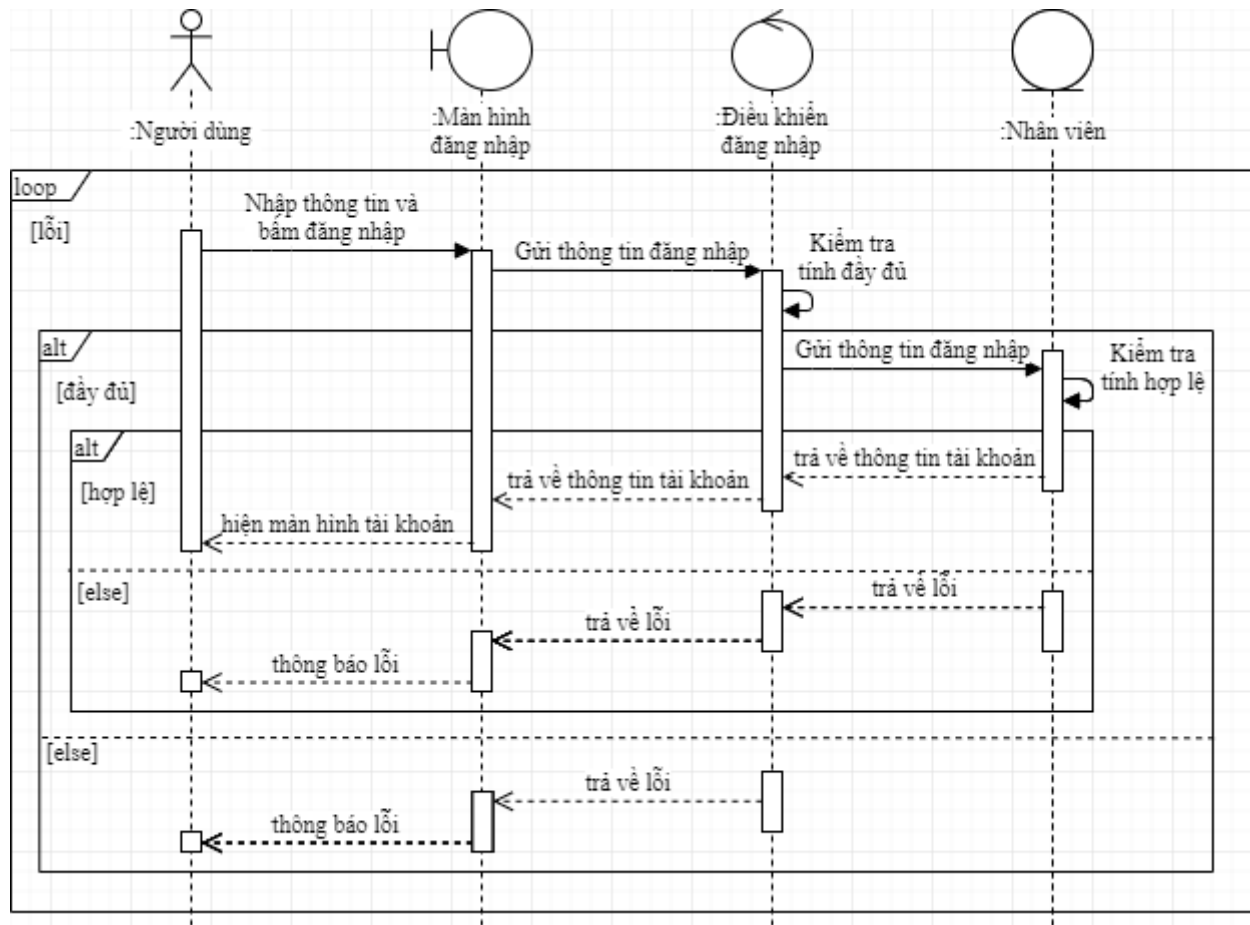 :Người dùng
:Màn hình
đăng nhập
:Điều khiển
đăng nhập
:Nhân viên
loop
[lỗi]
Nhập thông tin và
bấm đăng nhập
Gửi thông tin đăng nhập
Kiểm tra
tính đầy đủ
alt
[đầy đủ]
Gửi thông tin đăng nhập
Kiểm tra
tính hợp lệ
alt
[hợp lệ]
trả về thông tin tài khoản
trả về thông tin tài khoản
hiện màn hình tài khoản
[else]
trả về lỗi
trả về lỗi
thông báo lỗi
[else]
trả về lỗi
thông báo lỗi